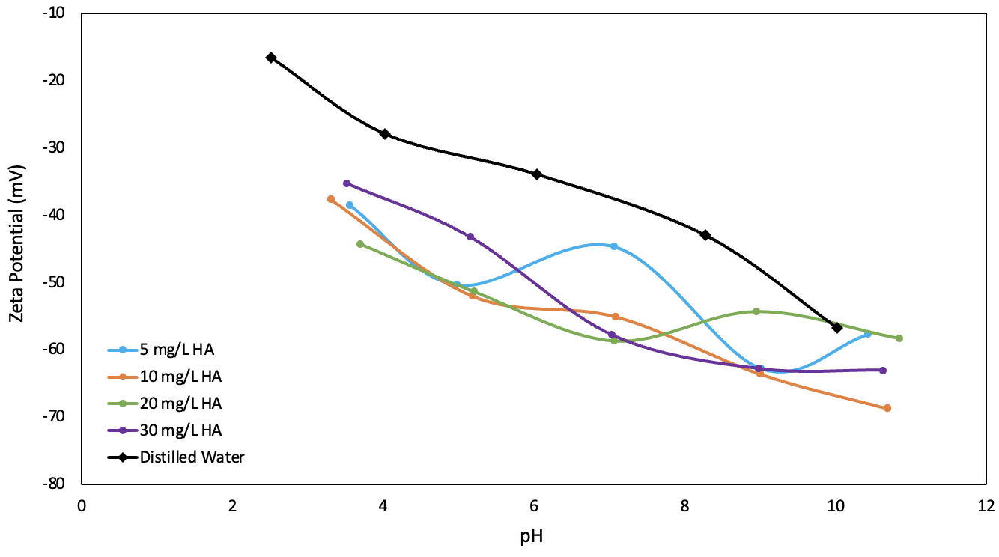 -10
-20
-30
-40
-50
-60
-70
-80
Zeta Potential (mV)
5 mg/L HA
10 mg/L HA
20 mg/L HA
30 mg/L HA
Distilled Water
0 2 4 6 8 10 12
pH